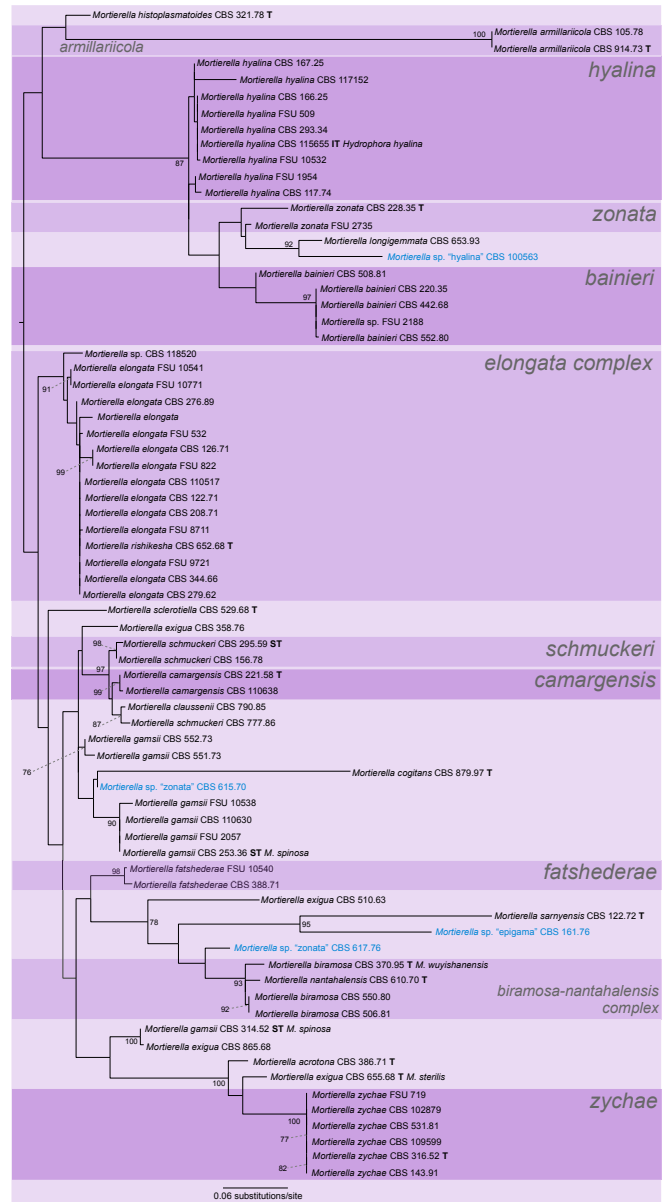 Mortierella histoplasmatoides CBS 321.78 T
Mortierella armillariicola CBS 105.78
100
armillariicola
Mortierella armillariicola CBS 914.73 T
Mortierella hyalina CBS 167.25
hyalina
Mortierella hyalina CBS 117152
Mortierella hyalina CBS 166.25
Mortierella hyalina FSU 509
Mortierella hyalina CBS 293.34
Mortierella hyalina CBS 115655 IT Hydrophora hyalina
87
Mortierella hyalina FSU 10532
Mortierella hyalina FSU 1954
Mortierella hyalina CBS 117.74
Mortierella zonata CBS 228.35 T
zonata
Mortierella zonata FSU 2735
92
Mortierella longigemmata CBS 653.93
Mortierella sp. “hyalina” CBS 100563
Mortierella bainieri CBS 508.81
bainieri
97
Mortierella bainieri CBS 220.35
Mortierella bainieri CBS 442.68
Mortierella sp. FSU 2188
Mortierella bainieri CBS 552.80
Mortierella sp. CBS 118520
elongata complex
Mortierella elongata FSU 10541
91
Mortierella elongata FSU 10771
Mortierella elongata CBS 276.89
Mortierella elongata
Mortierella elongata FSU 532
Mortierella elongata CBS 126.71
99
Mortierella elongata FSU 822
Mortierella elongata CBS 110517
Mortierella elongata CBS 122.71
Mortierella elongata CBS 208.71
Mortierella elongata FSU 8711
Mortierella rishikesha CBS 652.68 T
Mortierella elongata FSU 9721
Mortierella elongata CBS 344.66
Mortierella elongata CBS 279.62
Mortierella sclerotiella CBS 529.68 T
Mortierella exigua CBS 358.76
98
Mortierella schmuckeri CBS 295.59 ST
schmuckeri
Mortierella schmuckeri CBS 156.78
97
Mortierella camargensis CBS 221.58 T
camargensis
99
Mortierella camargensis CBS 110638
Mortierella claussenii CBS 790.85
87
Mortierella schmuckeri CBS 777.86
Mortierella gamsii CBS 552.73
Mortierella gamsii CBS 551.73
76
Mortierella cogitans CBS 879.97 T
Mortierella sp. “zonata” CBS 615.70
Mortierella gamsii FSU 10538
90
Mortierella gamsii CBS 110630
Mortierella gamsii FSU 2057
Mortierella gamsii CBS 253.36 ST M. spinosa
98
Mortierella fatshederae FSU 10540
fatshederae
Mortierella fatshederae CBS 388.71
Mortierella exigua CBS 510.63
78
Mortierella sarnyensis CBS 122.72 T
95
Mortierella sp. “epigama” CBS 161.76
Mortierella sp. “zonata” CBS 617.76
Mortierella biramosa CBS 370.95 T M. wuyishanensis
93
Mortierella nantahalensis CBS 610.70 T
biramosa-nantahalensis
complex
Mortierella biramosa CBS 550.80
92
Mortierella biramosa CBS 506.81
Mortierella gamsii CBS 314.52 ST M. spinosa
100
Mortierella exigua CBS 865.68
Mortierella acrotona CBS 386.71 T
100
Mortierella exigua CBS 655.68 T M. sterilis
Mortierella zychae FSU 719
zychae
Mortierella zychae CBS 102879
100
Mortierella zychae CBS 531.81
77
Mortierella zychae CBS 109599
Mortierella zychae CBS 316.52 T
82
Mortierella zychae CBS 143.91
0.06 substitutions/site